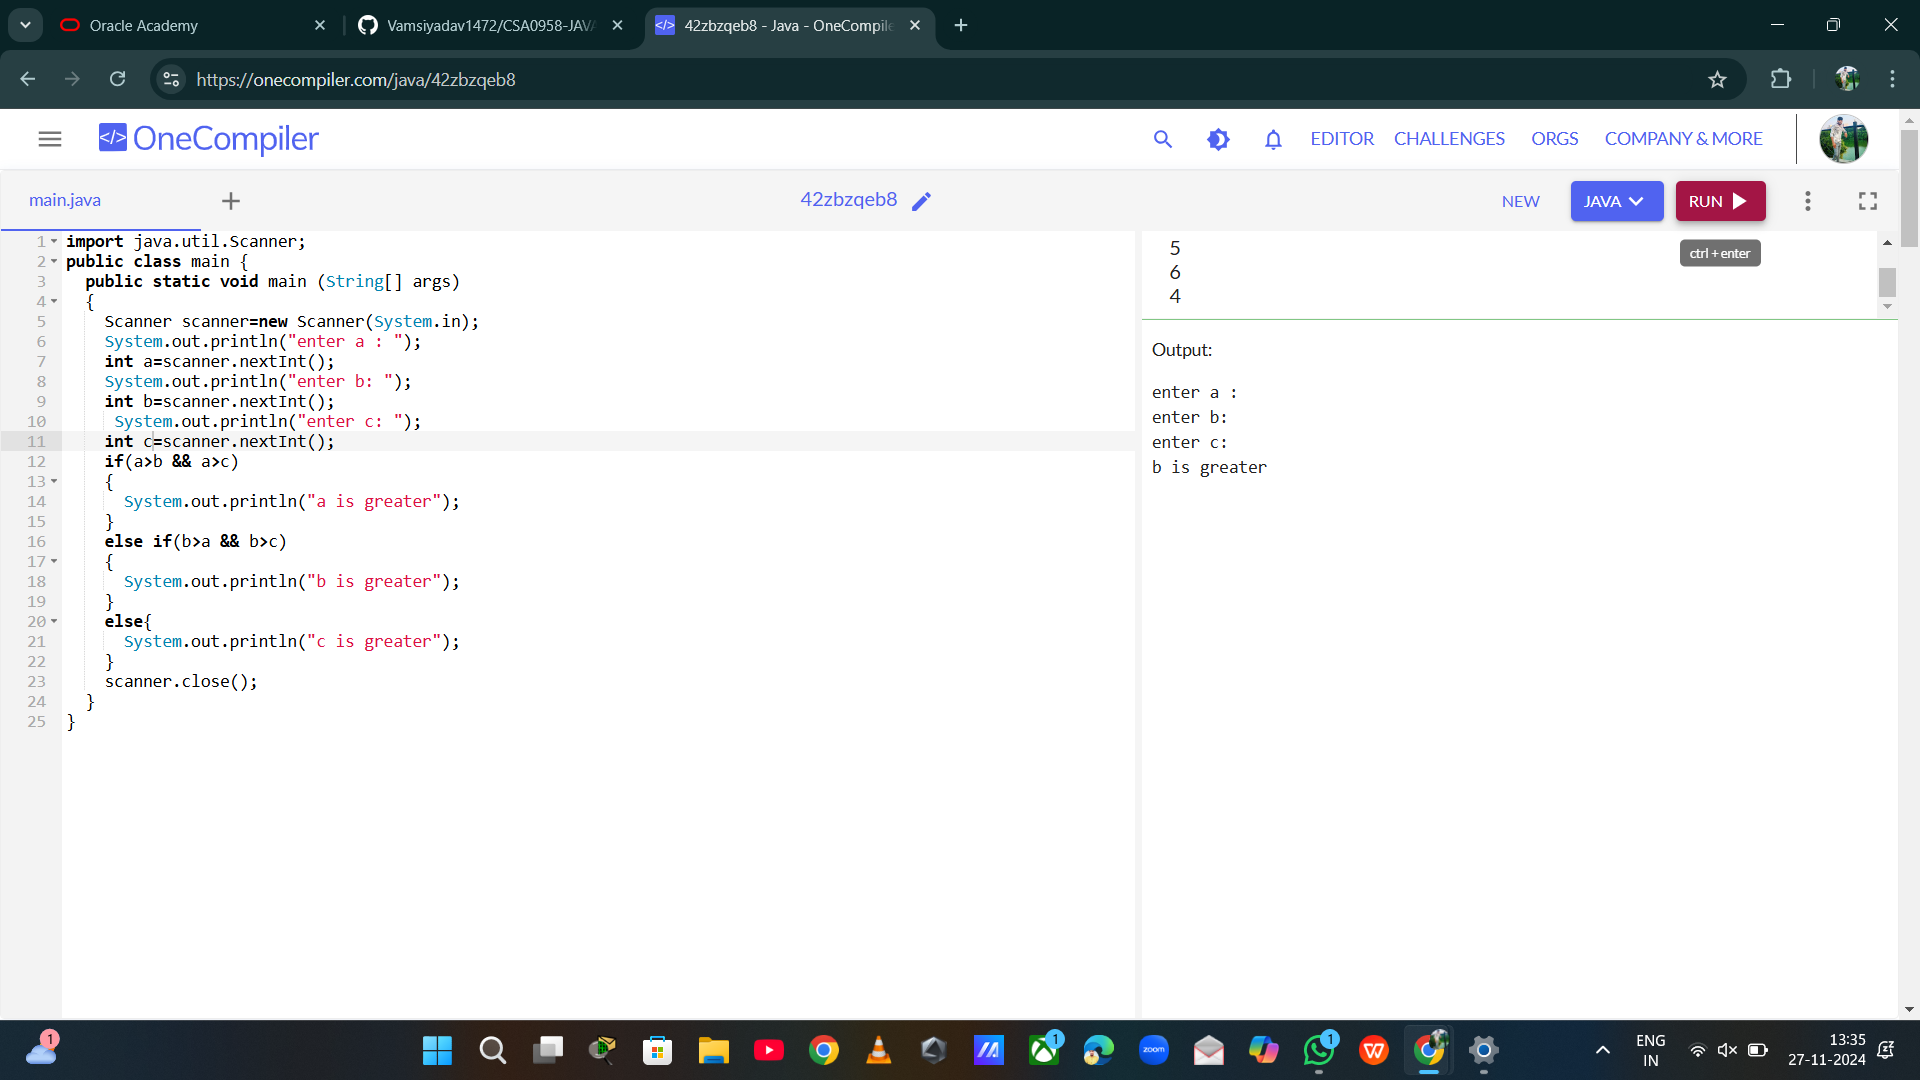 Oracle Academy
Vamsiyadav1472/CSA0958-JAVA
42zbzqeb8 - Java - OneCompile
https://onecompiler.com/java/42zbzqeb8
</> OneCompiler
EDITOR CHALLENGES ORGS COMPANY & MORE
main.java
42zbzqeb8
NEW JAVA RUN
ctrl + enter
1 import java.util.Scanner;
2 public class main {
3 public static void main (String[] args)
4 {
5 Scanner scanner=new Scanner(System.in);
6 System.out.println("enter a : ");
7 int a=scanner.nextInt();
8 System.out.println("enter b: ");
9 int b=scanner.nextInt();
10 System.out.println("enter c: ");
11 int c=scanner.nextInt();
12 if(a>b && a>c)
13 {
14 System.out.println("a is greater");
15 }
16 else if(b>a && b>c)
17 {
18 System.out.println("b is greater");
19 }
20 else{
21 System.out.println("c is greater");
22 }
23 scanner.close();
24 }
25 }
5
6
4
Output:
enter a :
enter b:
enter c:
b is greater
1
1
zoom
1
W
ENG
IN
13:35
27-11-2024